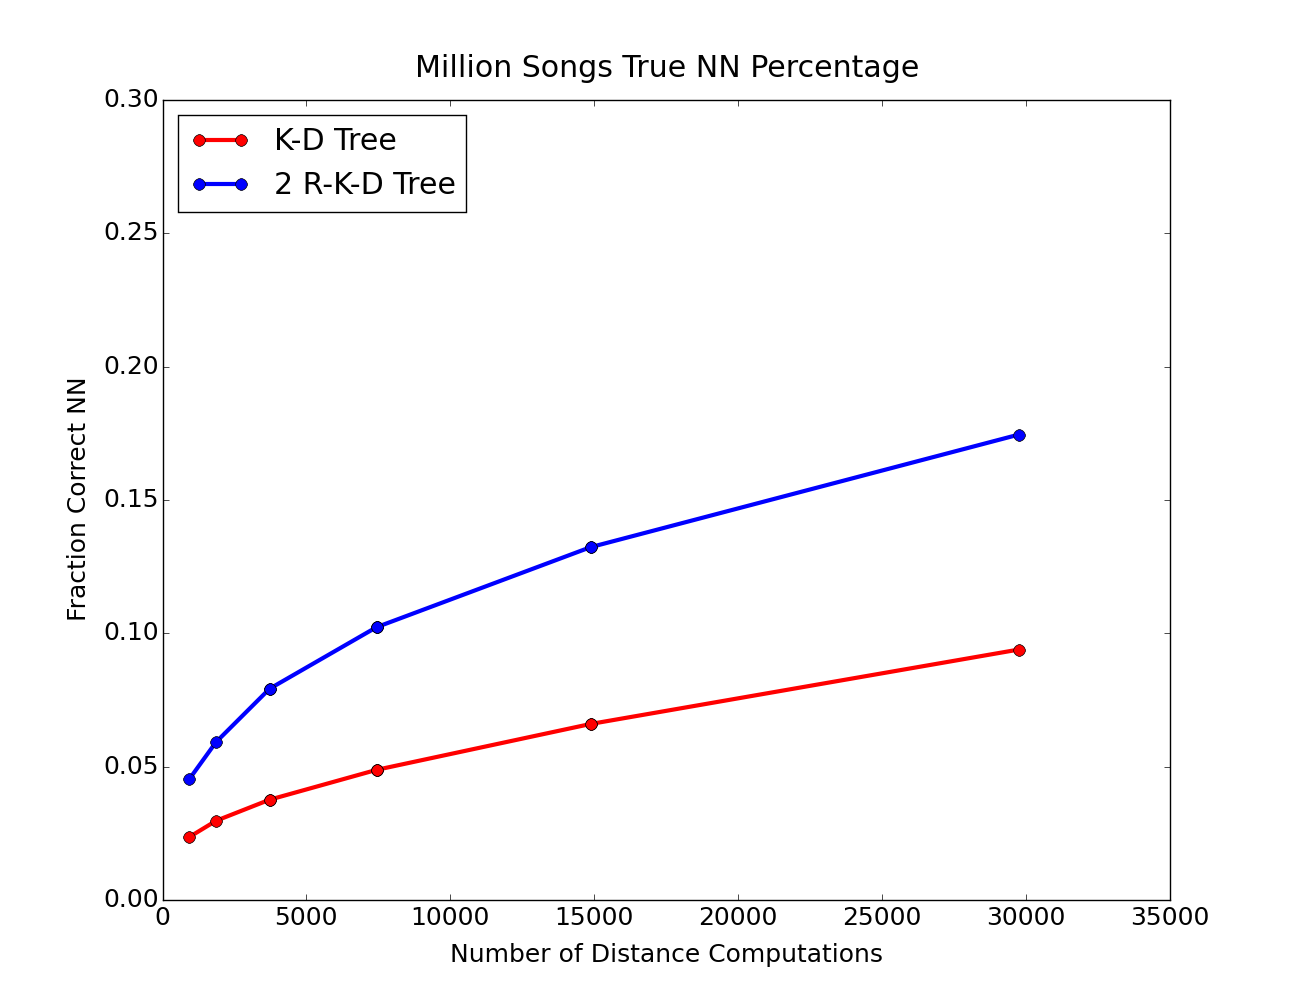 Million Songs True NN Percentage
0.30
0.25
0.20
0.15
0.10
0.05
0.00
Fraction Correct NN
K-D Tree
2 R-K-D Tree
0 5000 10000 15000 20000 25000 30000 35000
Number of Distance Computations